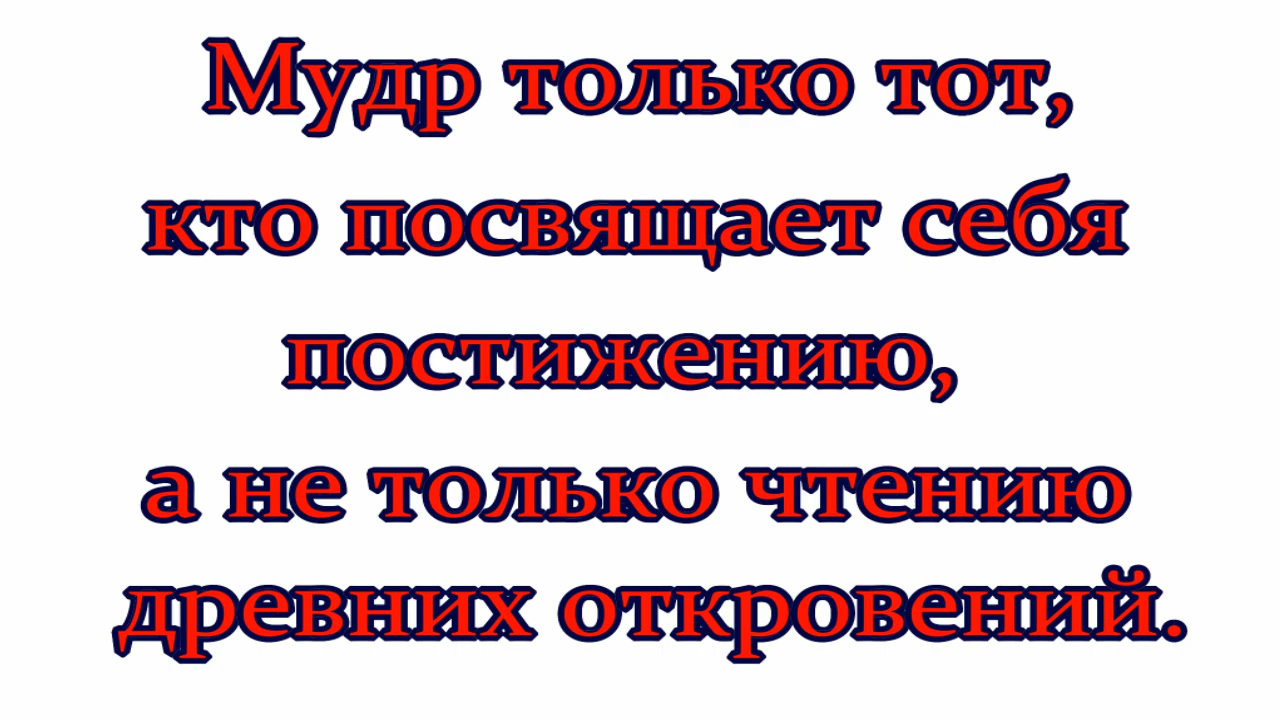 Мудр только тот,
кто посвящает себя
постижению,
а не только чтению
древних откровений.